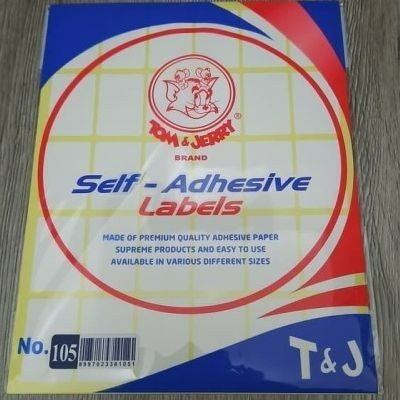 TOM & JERRY ®
BRAND
Self - Adhesive
Labels
MADE OF PREMIUM QUALITY ADHESIVE PAPER
SUPREME PRODUCTS AND EASY TO USE
AVAILABLE IN VARIOUS DIFFERENT SIZES
No. 105
8997023381051
T&J